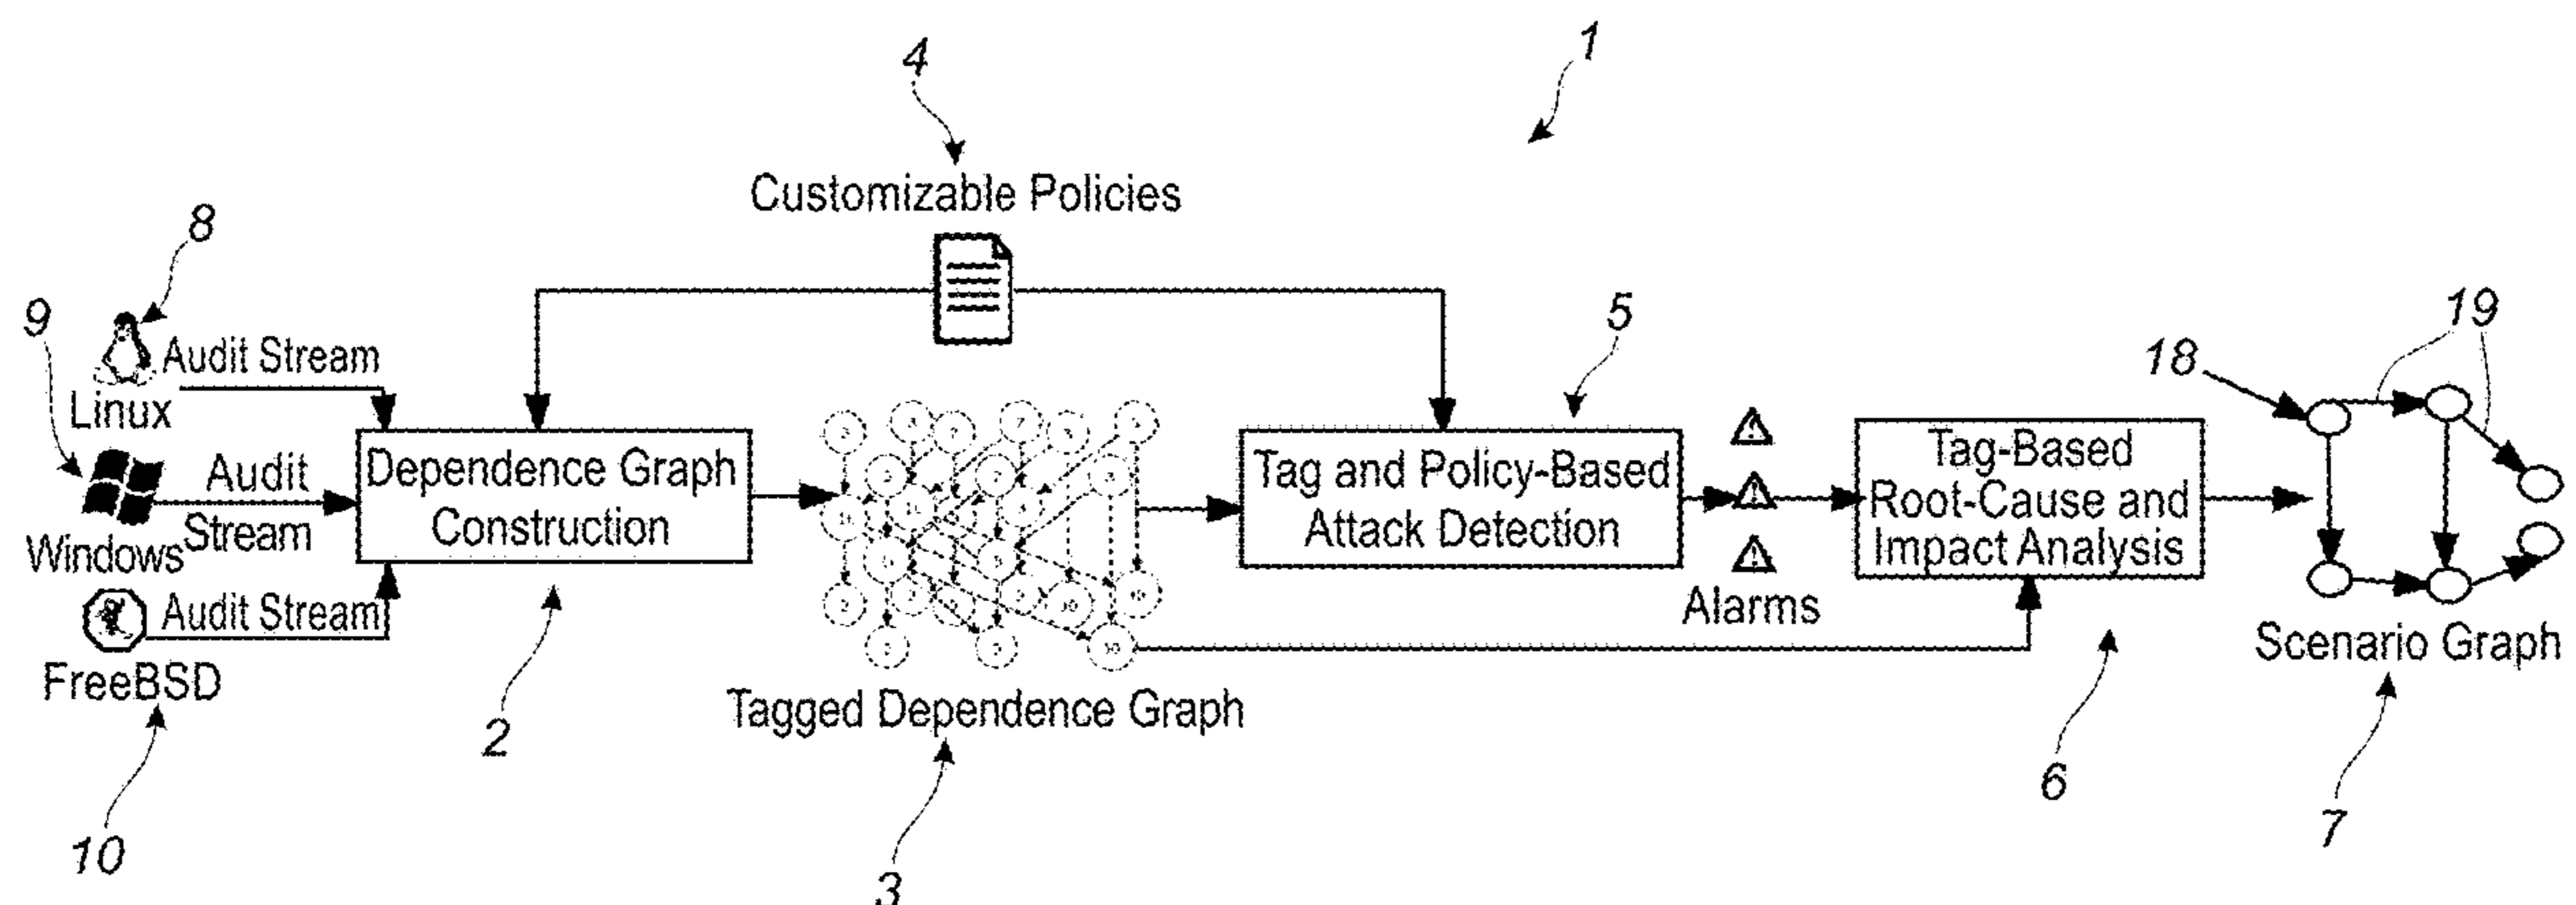 1
4
Customizable Policies
8
9
Audit Stream
Linux
5
19
18
Audit
Stream
Windows
Dependence Graph
Construction
Tag and Policy-Based
Attack Detection
Tag-Based
Root-Cause and
Impact Analysis
Alarms
Audit Stream
FreeBSD
Scenario Graph
2
Tagged Dependence Graph
6
7
10
3